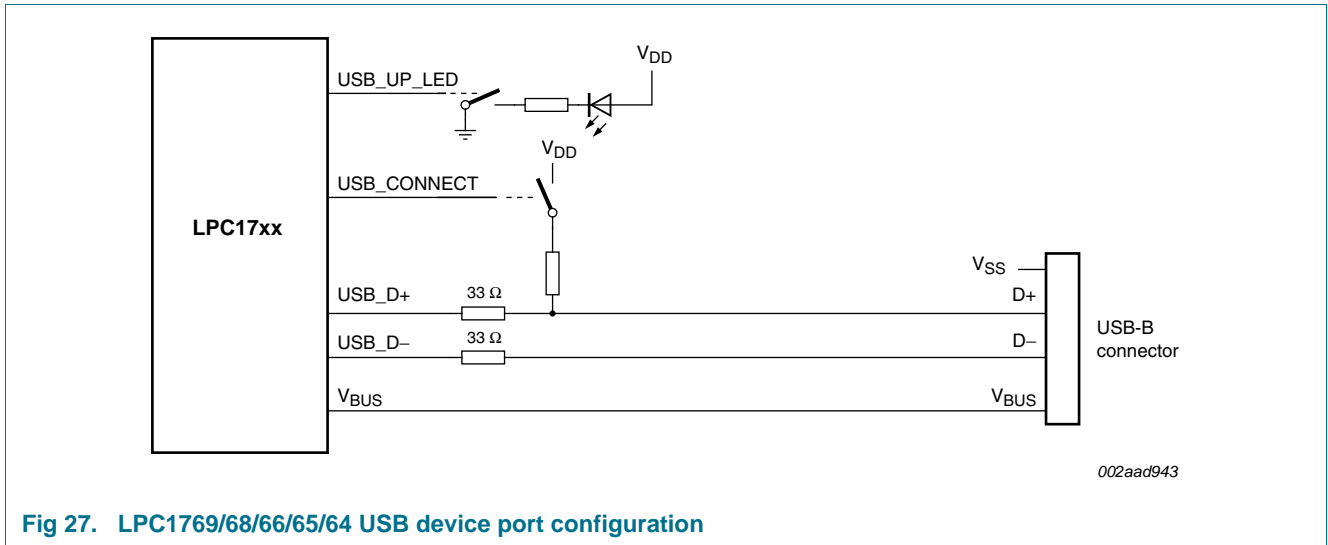 VDD
USB_UP_LED
VDD
USB_CONNECT
LPC17xx
VSS
USB_D+
33 Ω
D+
USB-B
connector
USB_D−
33 Ω
D−
VBUS
VBUS
002aad943
Fig 27. LPC1769/68/66/65/64 USB device port configuration